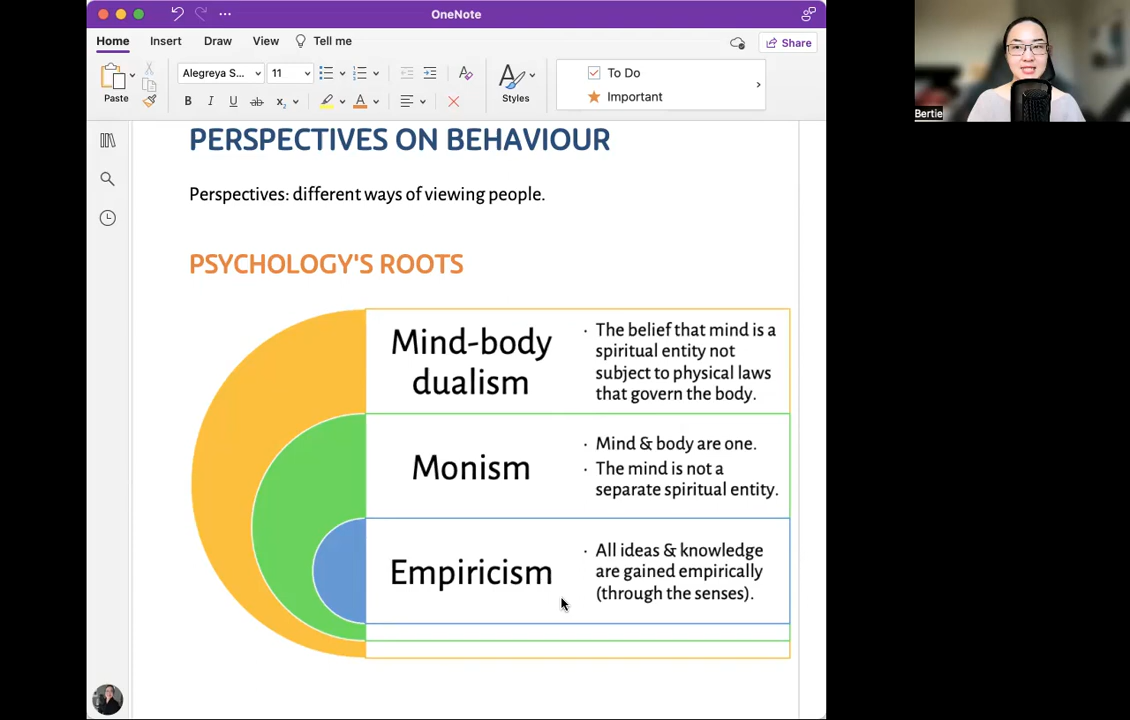 OneNote
Home Insert Draw View Tell me
Share
Paste
Alegreya S... 11
B I U ab x₂ A
Styles
To Do
Important
Bertie
PERSPECTIVES ON BEHAVIOUR
Perspectives: different ways of viewing people.
PSYCHOLOGY'S ROOTS
Mind-body
dualism
· The belief that mind is a
spiritual entity not
subject to physical laws
that govern the body.
Monism
· Mind & body are one.
· The mind is not a
separate spiritual entity.
Empiricism
· All ideas & knowledge
are gained empirically
(through the senses).